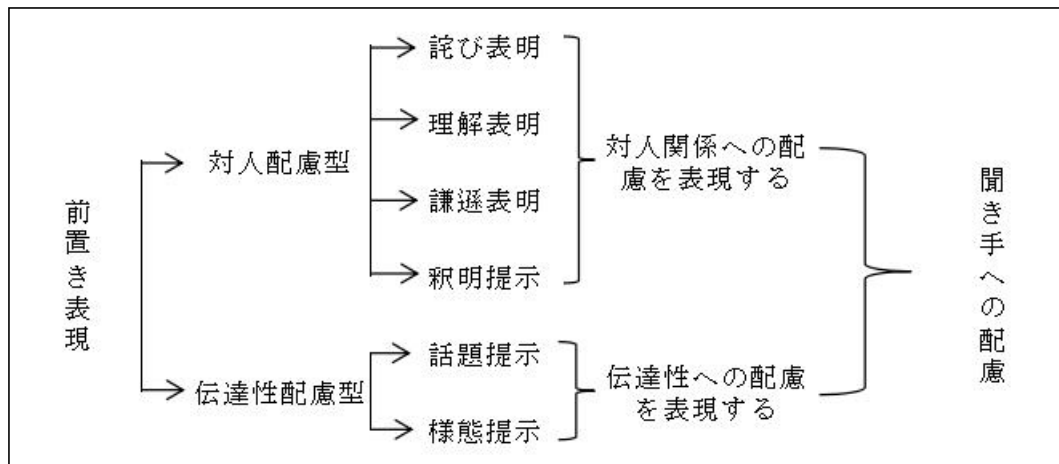 前置き表現
対人配慮型
詫び表明
理解表明
謙遜表明
釈明提示
対人関係への配
慮を表現する
伝達性配慮型
話題提示
様態提示
伝達性への配慮
を表現する
聞き手への配慮